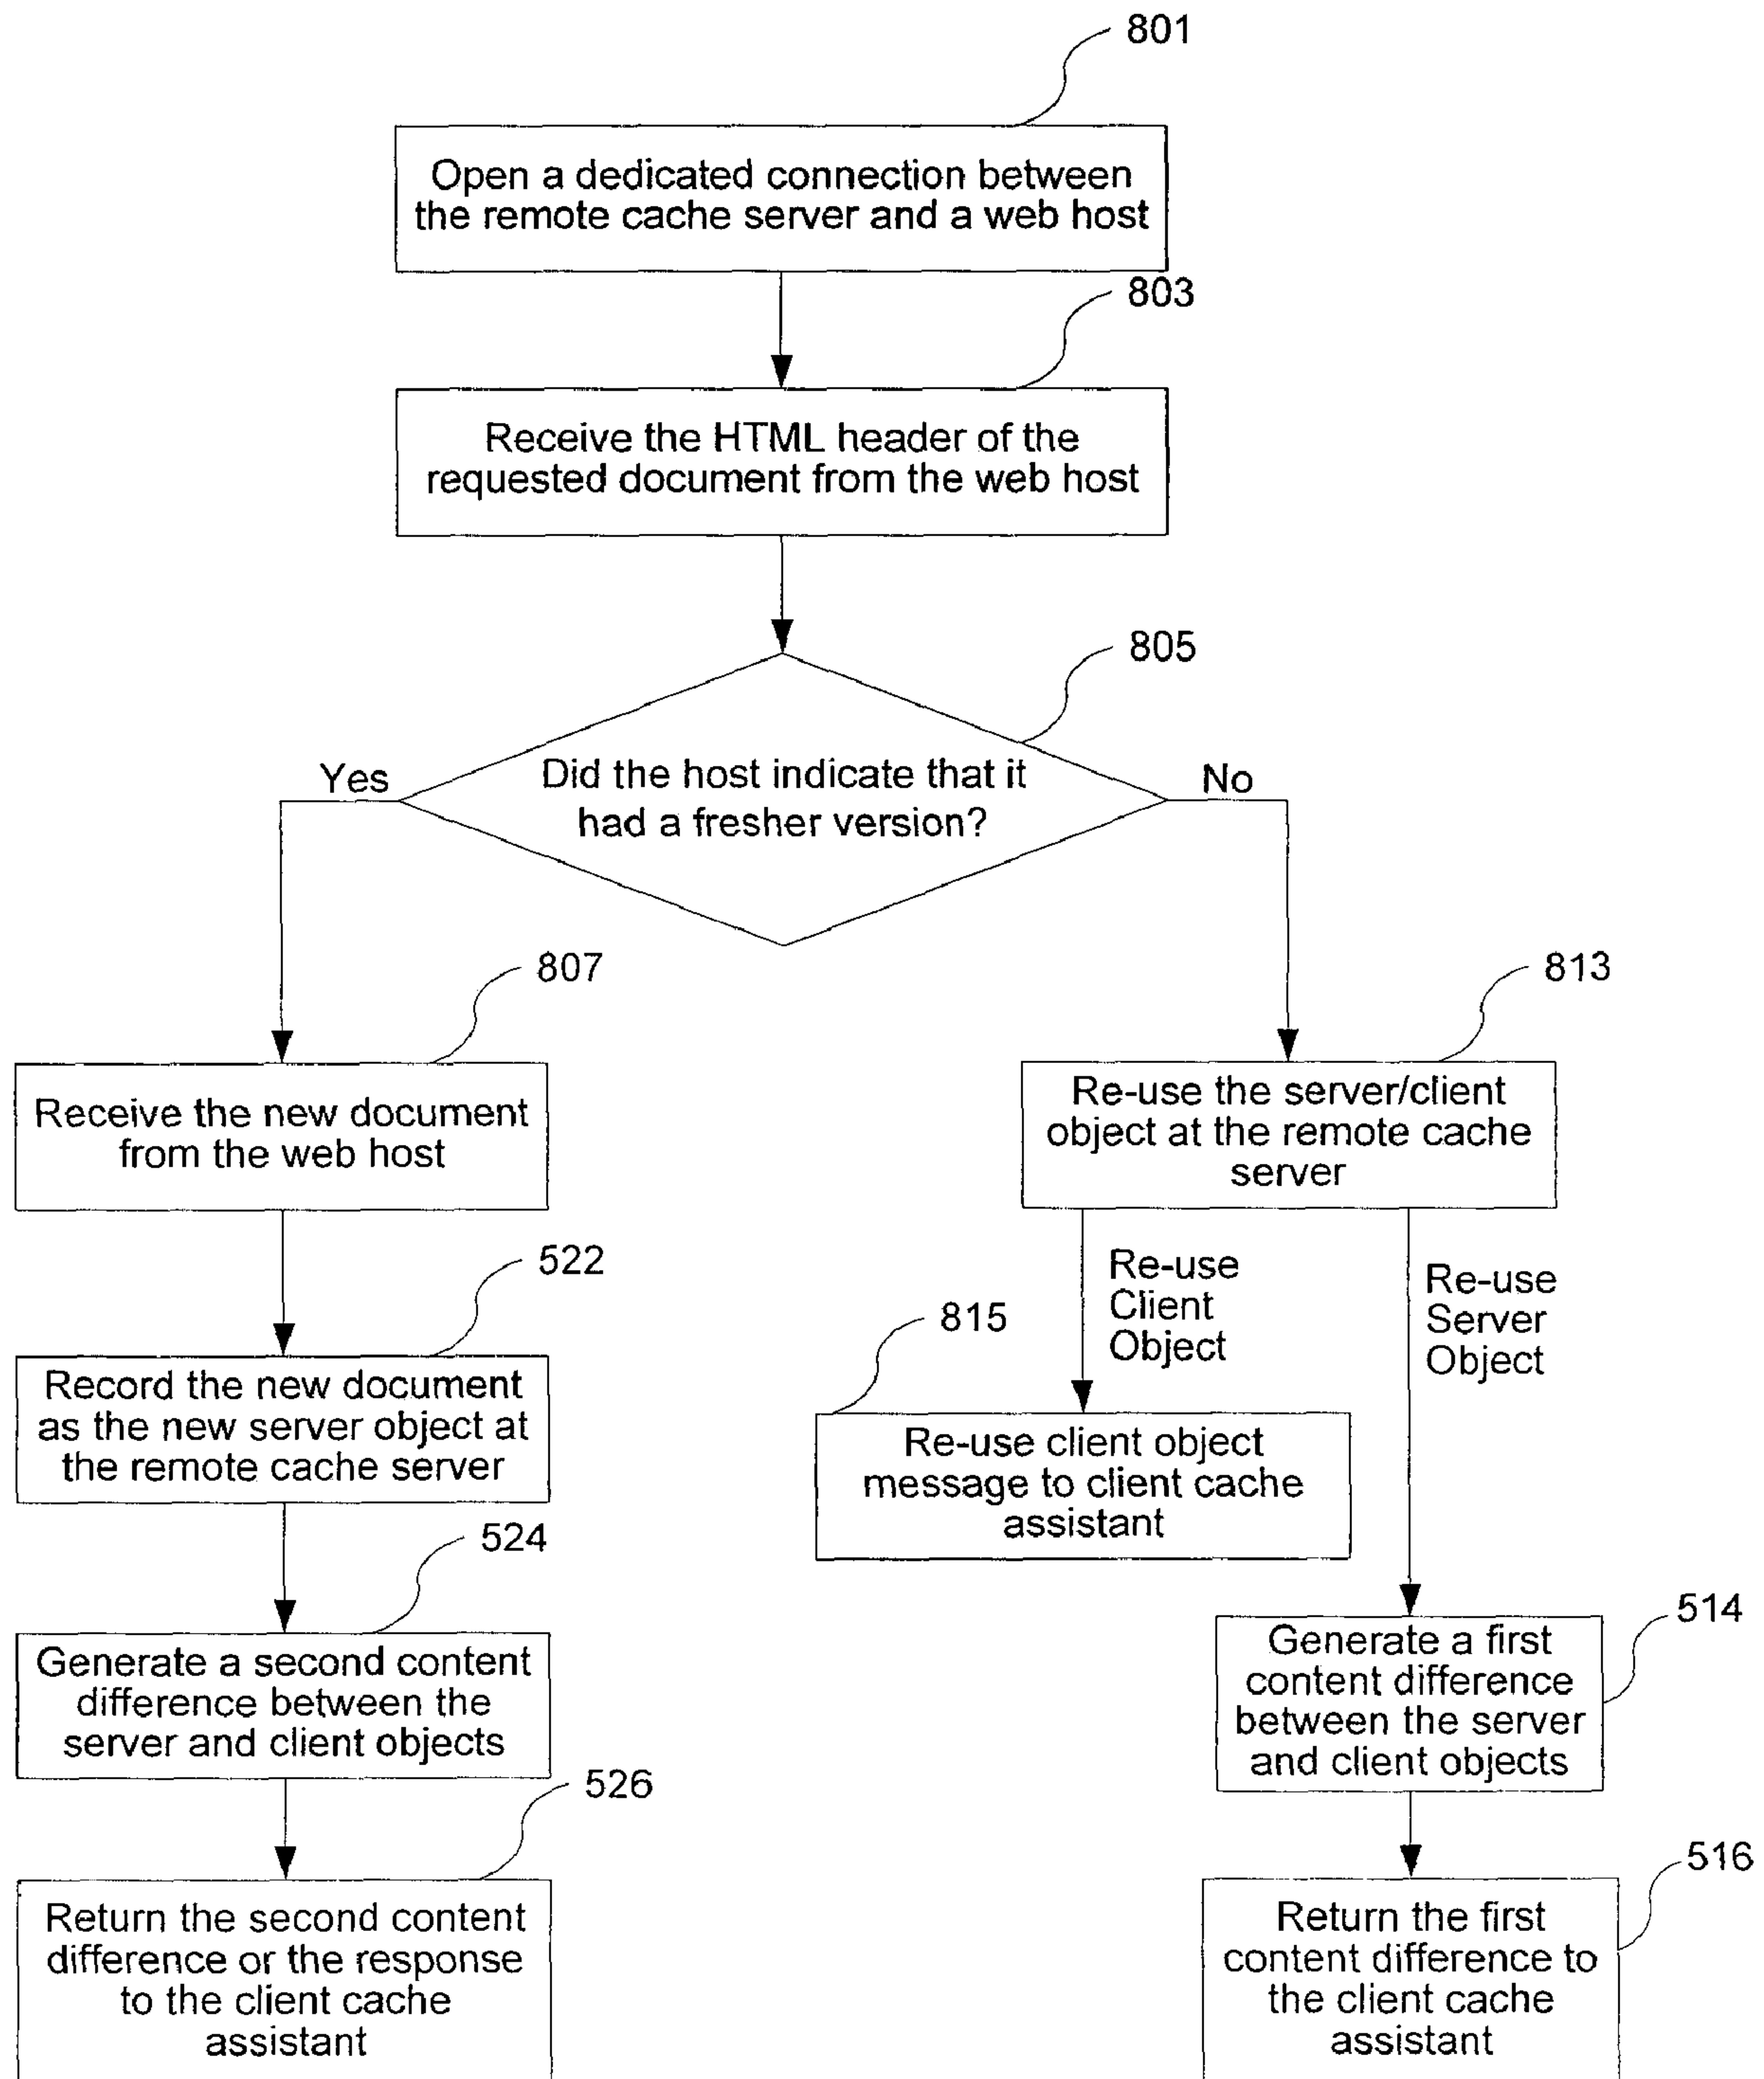 801
Open a dedicated connection between
the remote cache server and a web host
803
Receive the HTML header of the
requested document from the web host
805
Did the host indicate that it
had a fresher version?
Yes
No
807
Receive the new document
from the web host
813
Re-use the server/client
object at the remote cache
server
522
Record the new document
as the new server object at
the remote cache server
Re-use
Client
Object
Re-use
Server
Object
815
Re-use client object
message to client cache
assistant
524
Generate a second content
difference between the
server and client objects
514
Generate a first
content difference
between the server
and client objects
526
Return the second content
difference or the response
to the client cache
assistant
516
Return the first
content difference to
the client cache
assistant